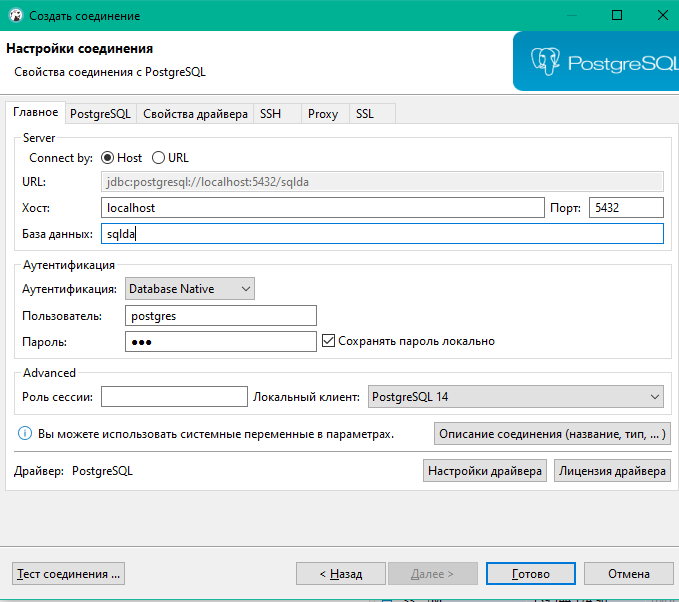 Создать соединение
Настройки соединения
Свойства соединения с PostgreSQL
PostgreSQL
Главное PostgreSQL Свойства драйвера SSH Proxy SSL
Server
Connect by: Host URL
URL: jdbc:postgresql://localhost:5432/sqlda
Хост: localhost Порт: 5432
База данных: sqlda
Аутентификация
Аутентификация: Database Native
Пользователь: postgres
Пароль: ●●● Сохранять пароль локально
Advanced
Роль сессии: Локальный клиент: PostgreSQL 14
Вы можете использовать системные переменные в параметрах. Описание соединения (название, тип, ... )
Драйвер: PostgreSQL Настройки драйвера Лицензия драйвера
Тест соединения ... < Назад Далее > Готово Отмена